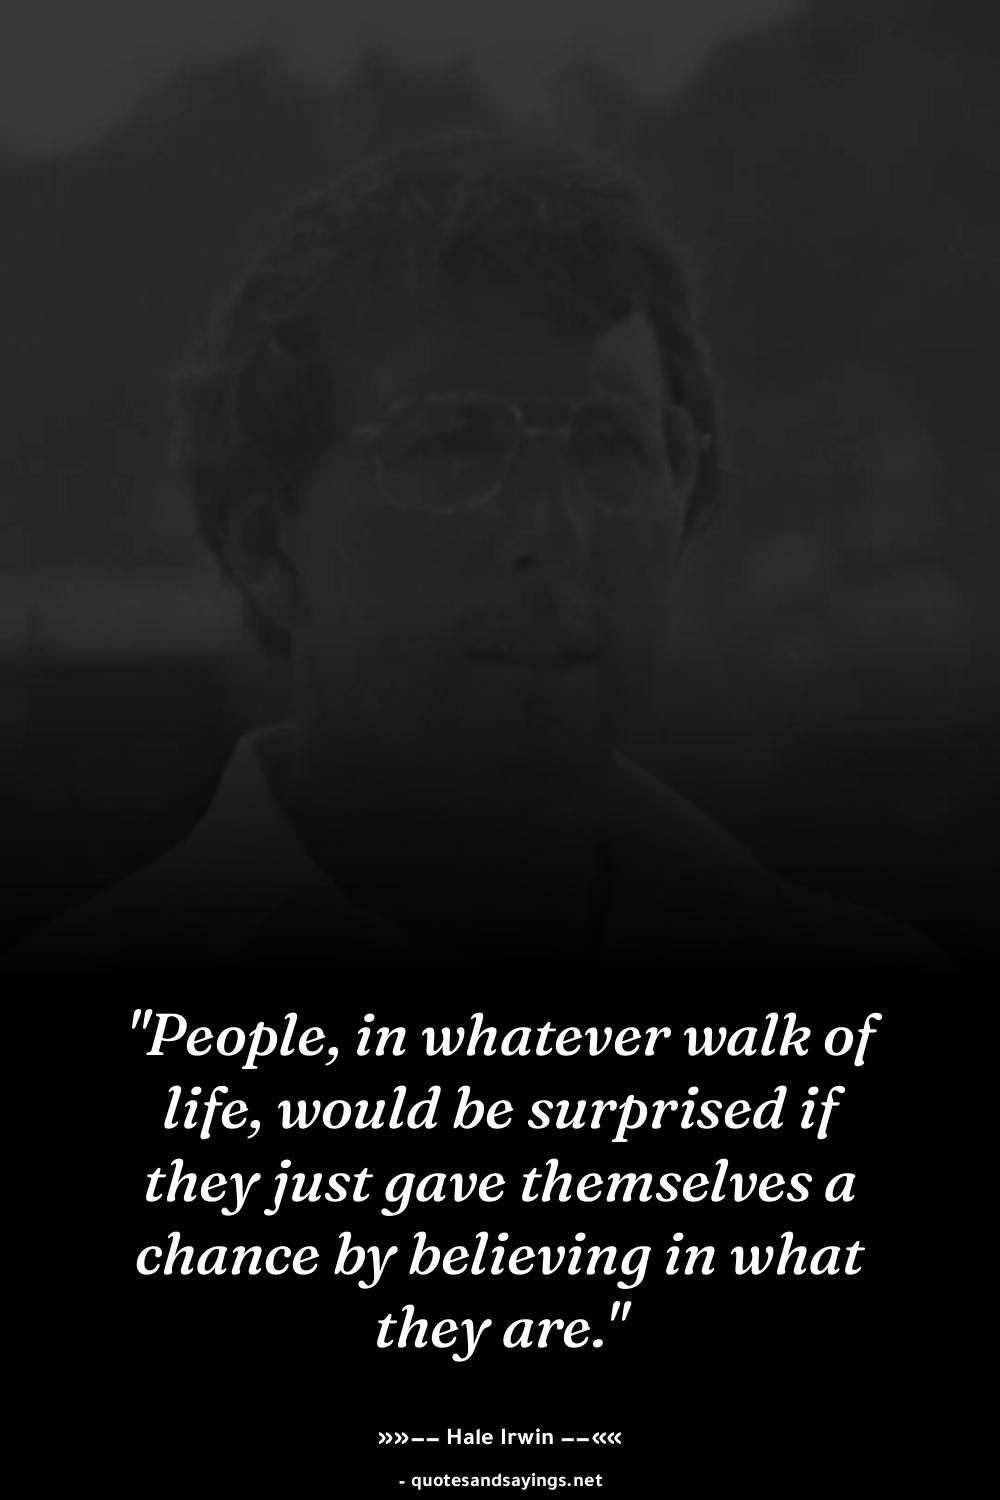 "People, in whatever walk of
life, would be surprised if
they just gave themselves a
chance by believing in what
they are."
»»–– Hale Irwin ––««
- quotesandsayings.net